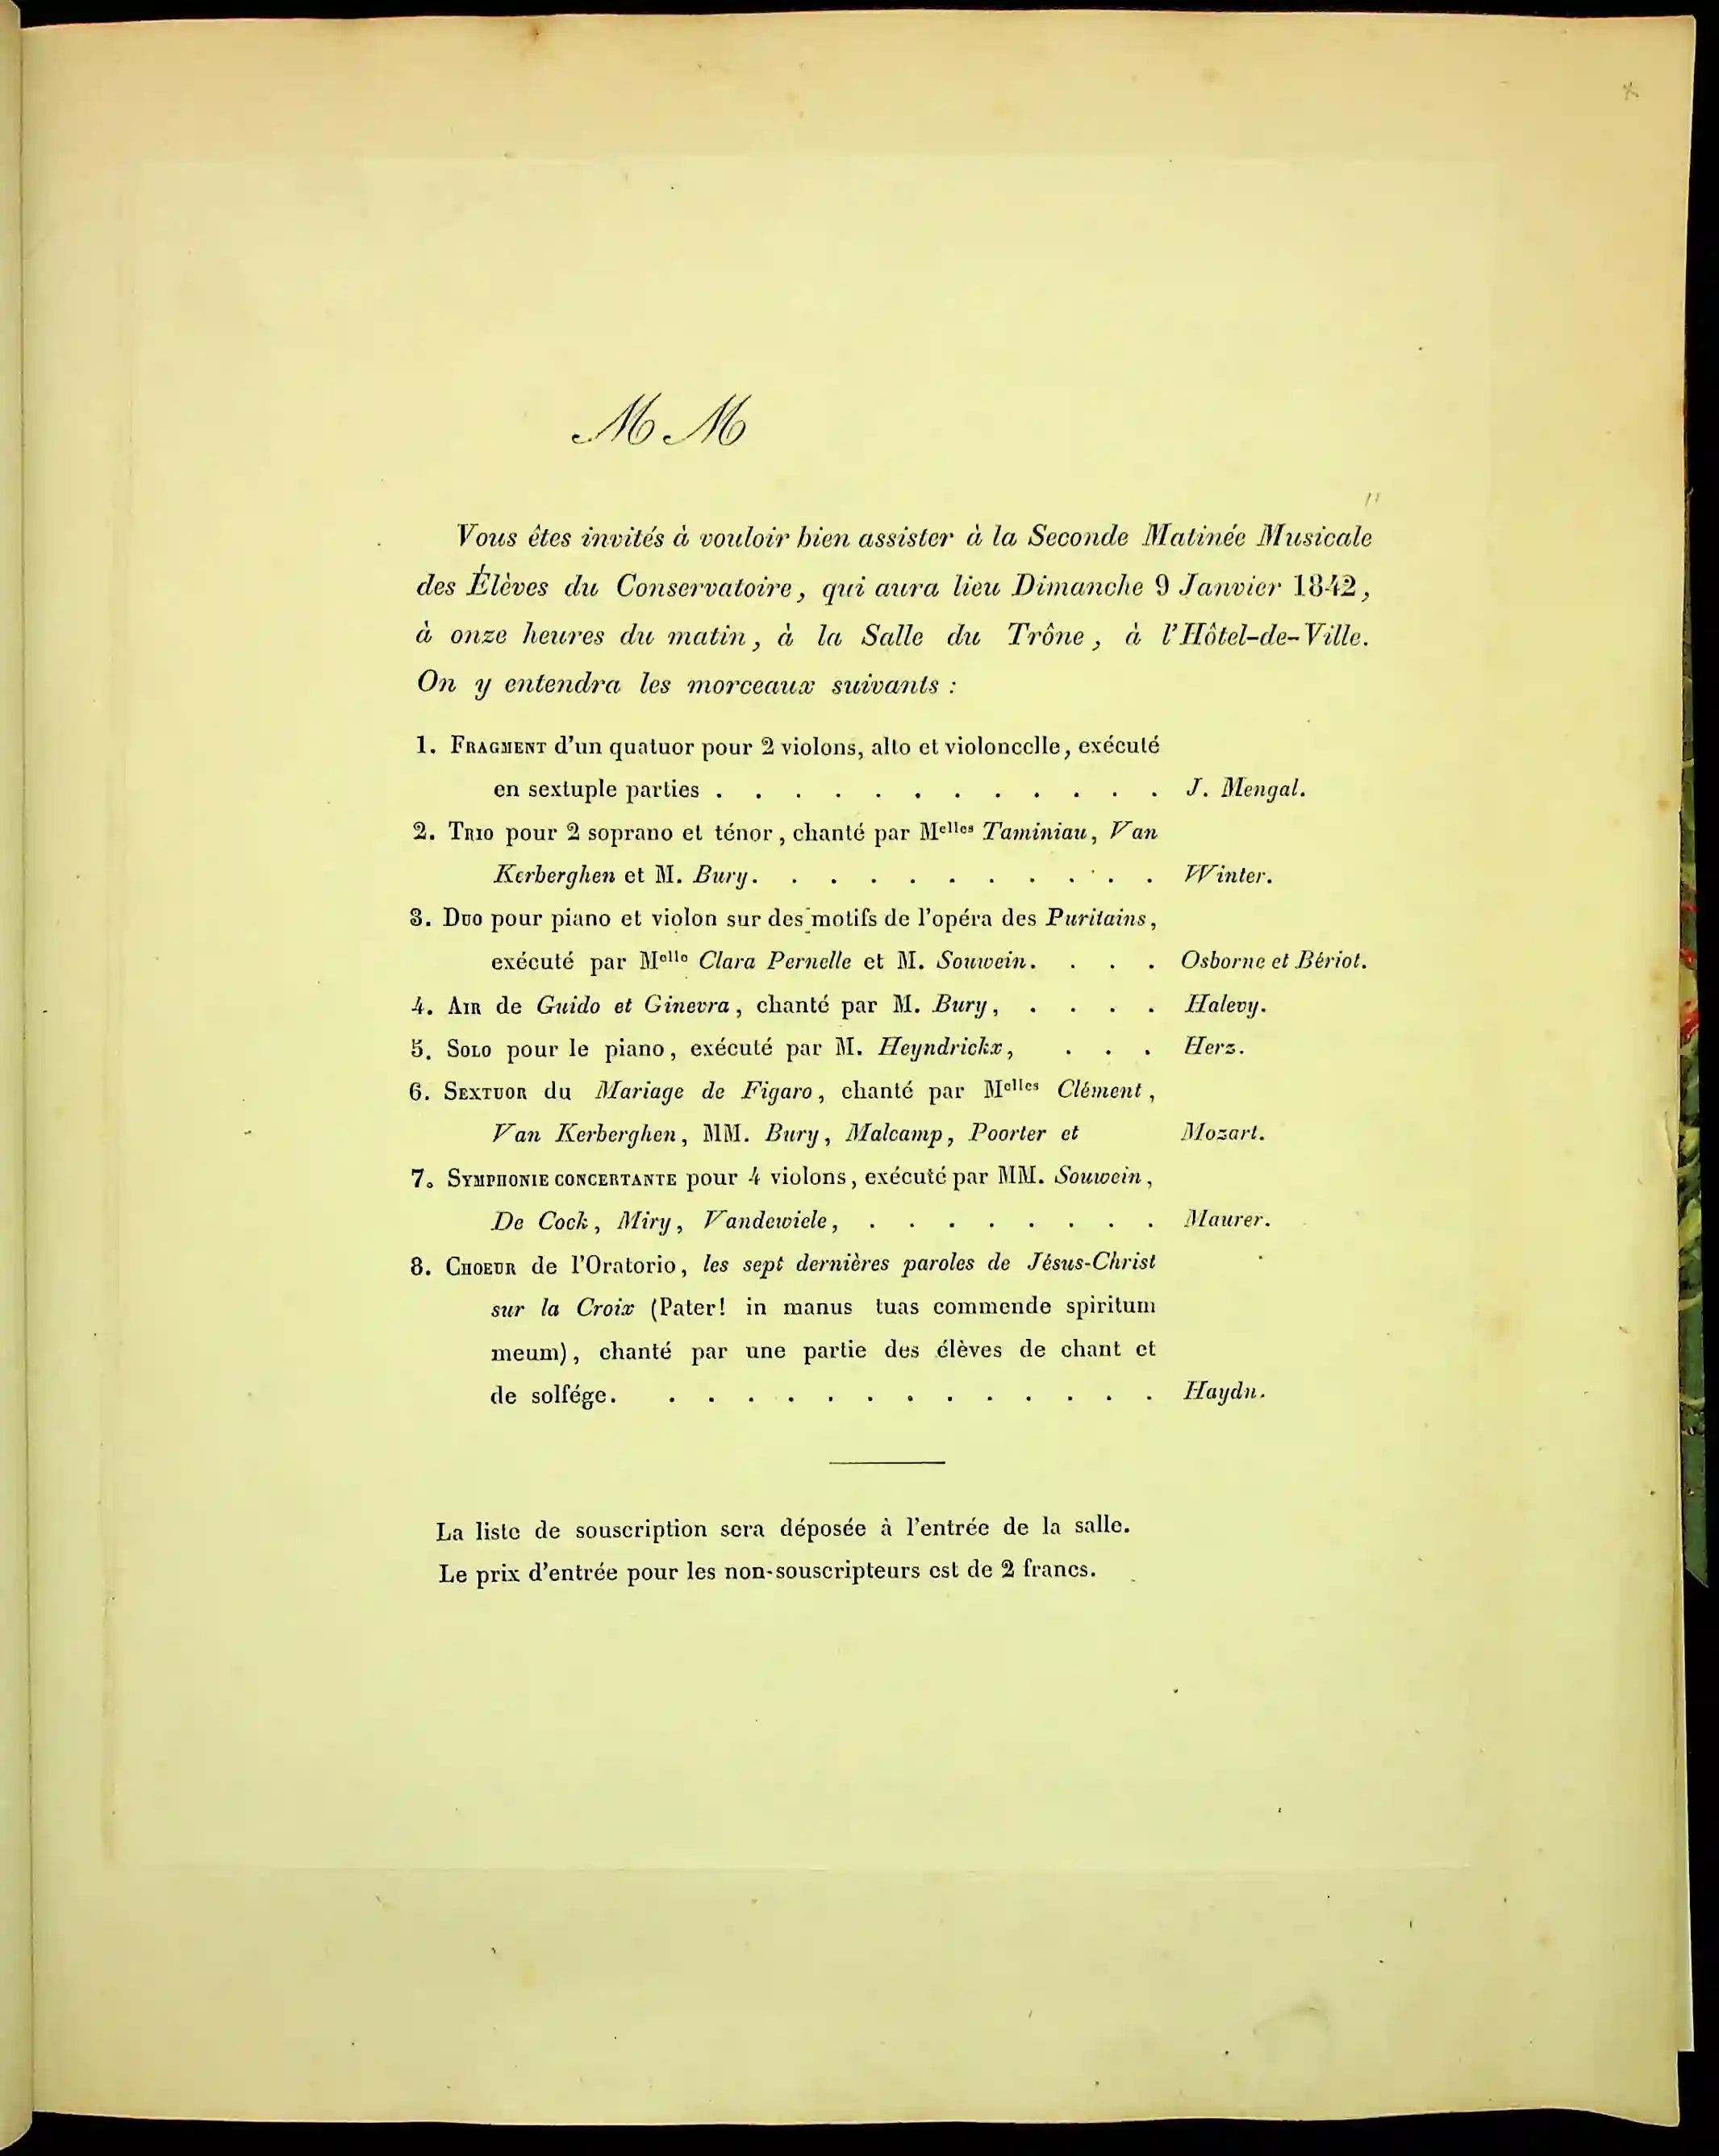 MM
Vous êtes invités à vouloir bien assister à la Seconde Matinée Musicale
des Élèves du Conservatoire, qui aura lieu Dimanche 9 Janvier 1842,
à onze heures du matin, à la Salle du Trône, à l'Hôtel-de-Ville.
On y entendra les morceaux suivants :
1. FRAGMENT d'un quatuor pour 2 violons, alto et violoncelle, exécuté
en sextuple parties . . . . . . . . . . . . J. Mengal.
2. TRIO pour 2 soprano et ténor, chanté par Melles Taminiau, Van
Kerberghen et M. Bury. . . . . . . . . . . Winter.
3. DUO pour piano et violon sur des motifs de l'opéra des Puritains,
exécuté par Melle Clara Pernelle et M. Souwein. . . . Osborne et Bériot.
4. AIR de Guido et Ginevra, chanté par M. Bury, . . . . Halevy.
5. SOLO pour le piano, exécuté par M. Heyndrickx, . . . Herz.
6. SEXTUOR du Mariage de Figaro, chanté par Melles Clément,
Van Kerberghen, MM. Bury, Malcamp, Poorter et Mozart.
7. SYMPHONIE CONCERTANTE pour 4 violons, exécuté par MM. Souwein,
De Cock, Miry, Vandewiele, . . . . . . . . Maurer.
8. CHOEUR de l'Oratorio, les sept dernières paroles de Jésus-Christ
sur la Croix (Pater! in manus tuas commende spiritum
meum), chanté par une partie des élèves de chant et
de solfége. . . . . . . . . . . . . . Haydn.
La liste de souscription sera déposée à l'entrée de la salle.
Le prix d'entrée pour les non-souscripteurs est de 2 francs.